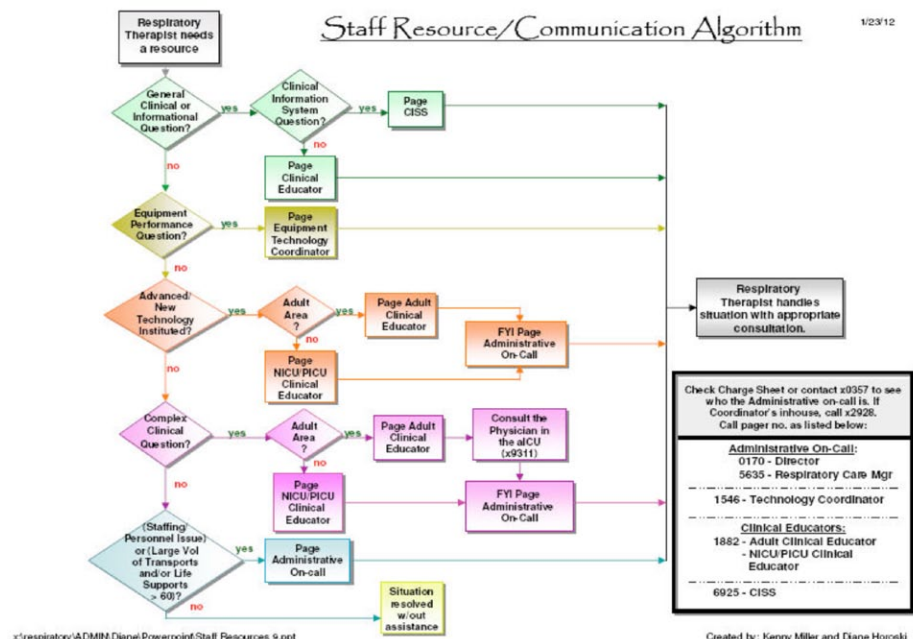 Staff Resource/Communication Algorithm
1/23/12
Respiratory
Therapist needs
a resource
General
Clinical or
Informational
Question?
yes
Clinical
Information
System
Question?
yes
Page
CISS
no
no
Page
Clinical
Educator
Equipment
Performance
Question?
yes
Page
Equipment
Technology
Coordinator
no
Advanced/
New
Technology
Instituted?
yes
Adult
Area
?
yes
Page Adult
Clinical
Educator
no
Page
NICU/PICU
Clinical
Educator
FYI Page
Administrative
On-Call
no
Respiratory
Therapist handles
situation with appropriate
consultation.
Complex
Clinical
Question?
yes
Adult
Area
?
yes
Page Adult
Clinical
Educator
Consult the
Physician in
the aICU
(x9311)
no
Page
NICU/PICU
Clinical
Educator
FYI Page
Administrative
On-Call
no
(Staffing/
Personnel Issue)
or (Large Vol
of Transports
and/or Life
Supports
> 60)?
yes
Page
Administrative
On-call
no
Situation
resolved
w/out
assistance
Check Charge Sheet or contact x0357 to see
who the Administrative on-call is. If
Coordinator's inhouse, call x2928.
Call pager no. as listed below:
Administrative On-Call:
0170 - Director
5635 - Respiratory Care Mgr
1546 - Technology Coordinator
Clinical Educators:
1882 - Adult Clinical Educator
- NICU/PICU Clinical
Educator
6925 - CISS
x:\respiratory\ADMIN\Diane\Powerpoint\Staff Resources 9.ppt
Created by: Kenny Miller and Diane Horoski